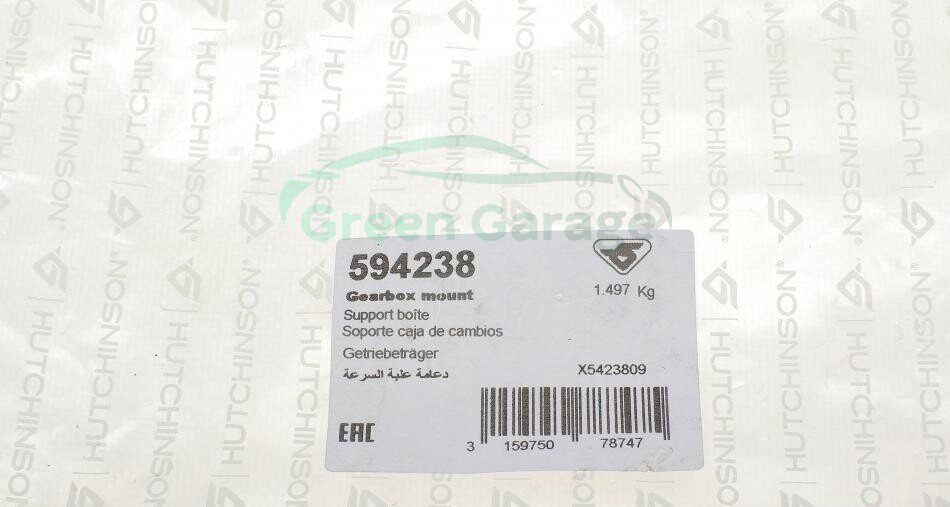 HUTCHINSON®
Green Garage
594238
1.497 Kg
Gearbox mount
Support boîte
Soporte caja de cambios
Getriebeträger
دعامة علبة السرعة
X5423809
EAC
3 159750 78747